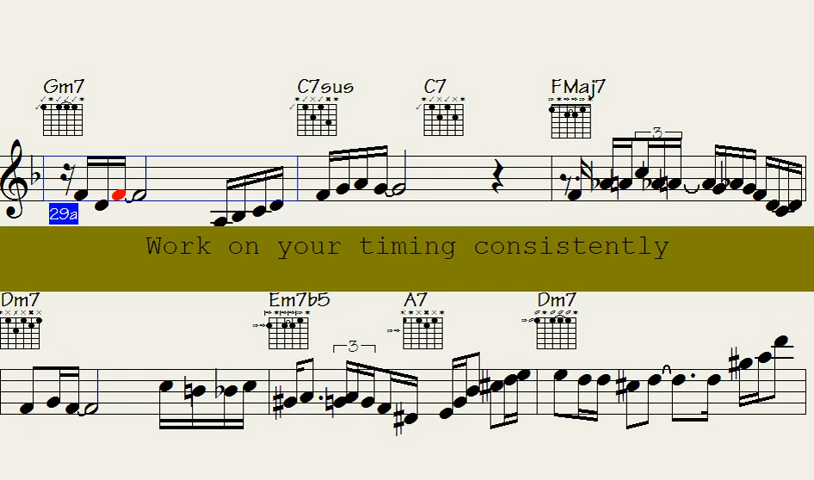 Gm7 C7sus C7 FMaj7
3
29a
Work on your timing consistently
Dm7 Em7b5 A7 Dm7
3